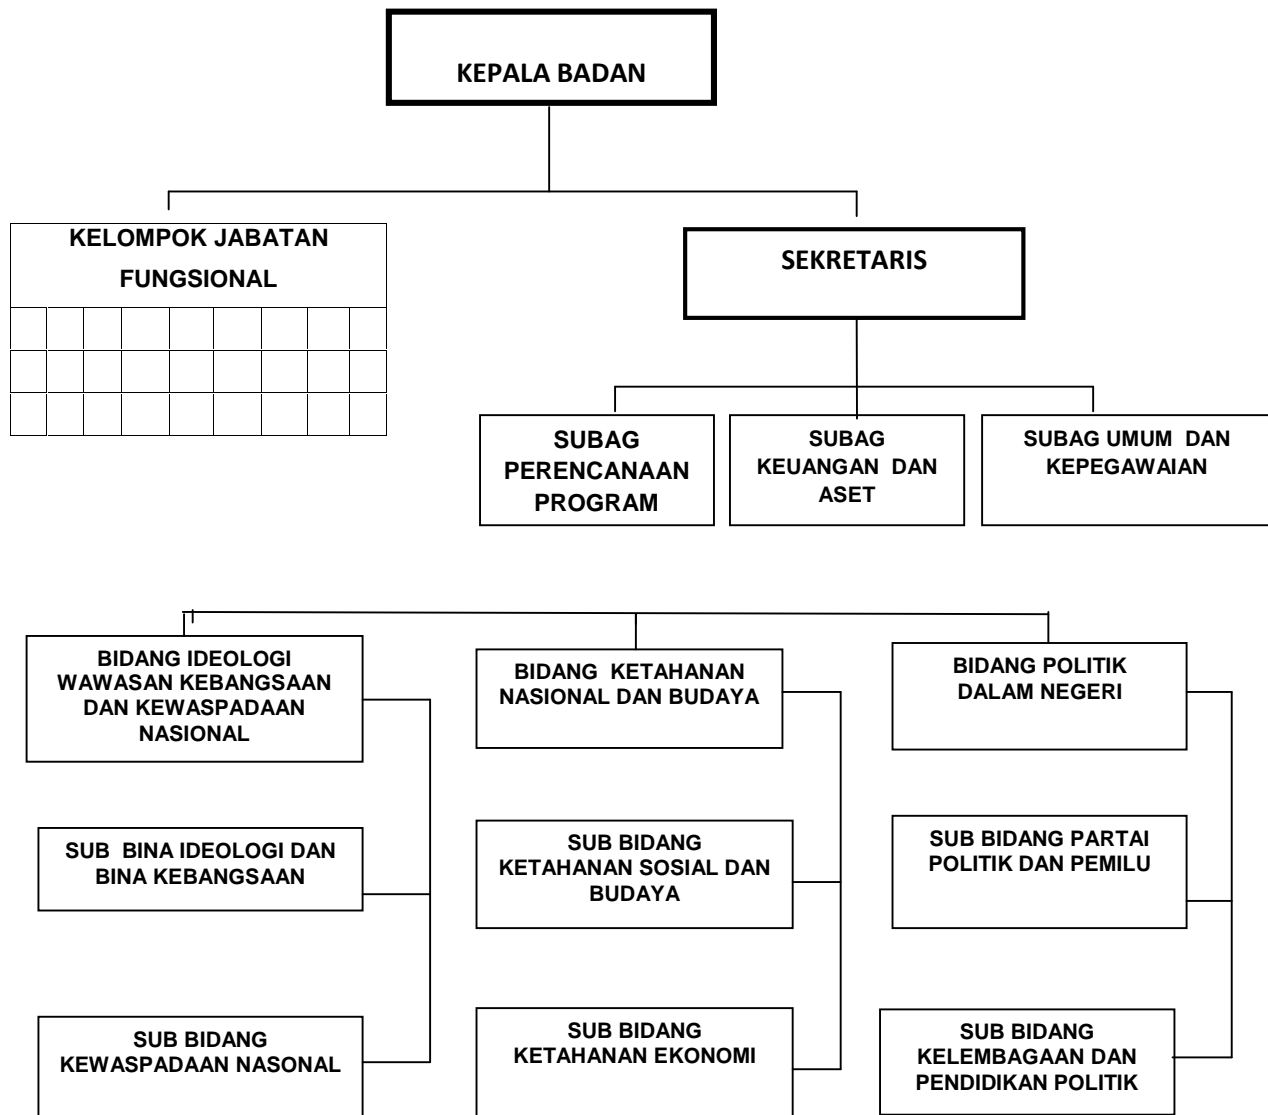 KEPALA BADAN
KELOMPOK JABATAN
FUNGSIONAL
SEKRETARIS
SUBAG
PERENCANAAN
PROGRAM
SUBAG
KEUANGAN DAN
ASET
SUBAG UMUM DAN
KEPEGAWAIAN
BIDANG IDEOLOGI
WAWASAN KEBANGSAAN
DAN KEWASPADAAN
NASIONAL
BIDANG KETAHANAN
NASIONAL DAN BUDAYA
BIDANG POLITIK
DALAM NEGERI
SUB BINA IDEOLOGI DAN
BINA KEBANGSAAN
SUB BIDANG
KETAHANAN SOSIAL DAN
BUDAYA
SUB BIDANG PARTAI
POLITIK DAN PEMILU
SUB BIDANG
KEWASPADAAN NASONAL
SUB BIDANG
KETAHANAN EKONOMI
SUB BIDANG
KELEMBAGAAN DAN
PENDIDIKAN POLITIK